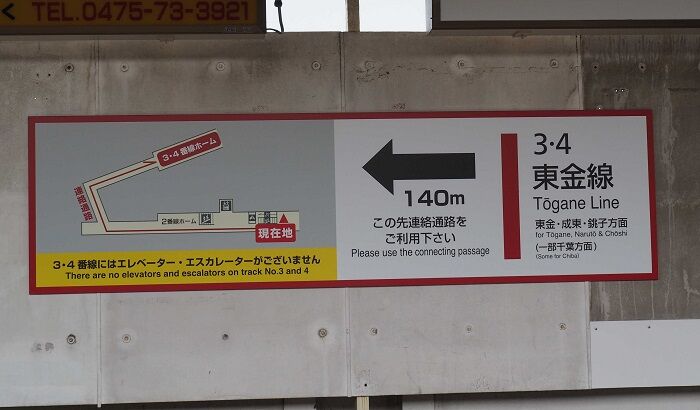 TEL.0475-73-3921
3・4番線ホーム
連絡通路
2番線ホーム
現在地
3・4 番線にはエレベーター・エスカレーターがございません
There are no elevators and escalators on track No.3 and 4
140m
この先連絡通路を
ご利用下さい
Please use the connecting passage
3・4
東金線
Tōgane Line
東金・成東・銚子方面
for Tōgane, Narutō & Chōshi
(一部千葉方面)
(Some for Chiba)